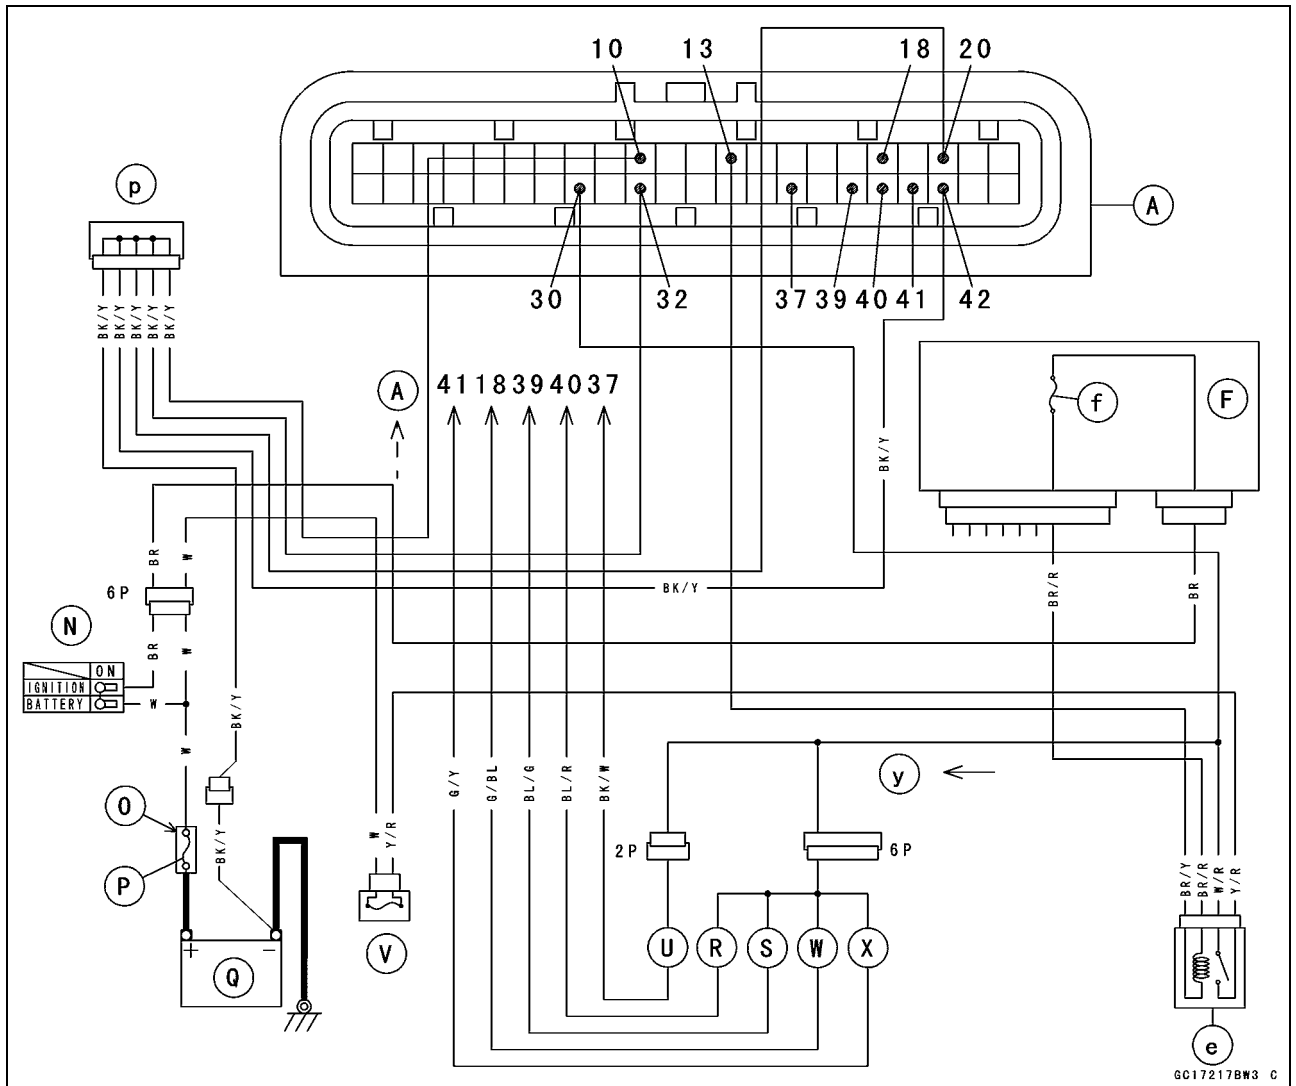 10 13 18 20
p
A
30 32 37 39 40 41 42
BK/Y BK/Y BK/Y BK/Y BK/Y
A 41 18 39 40 37
f F
BK/Y
BR W
BK/Y
6P
BR/R BR
N
BR W
ON
IGNITION
BATTERY W
BK/Y
W
G/Y G/BL BL/G BL/R BK/W
y
O
W Y/R
2P 6P
BK/Y
BR/Y BR/R W/R Y/R
P
U R S W X
V
+ -
Q
e
GC17217BW3 C